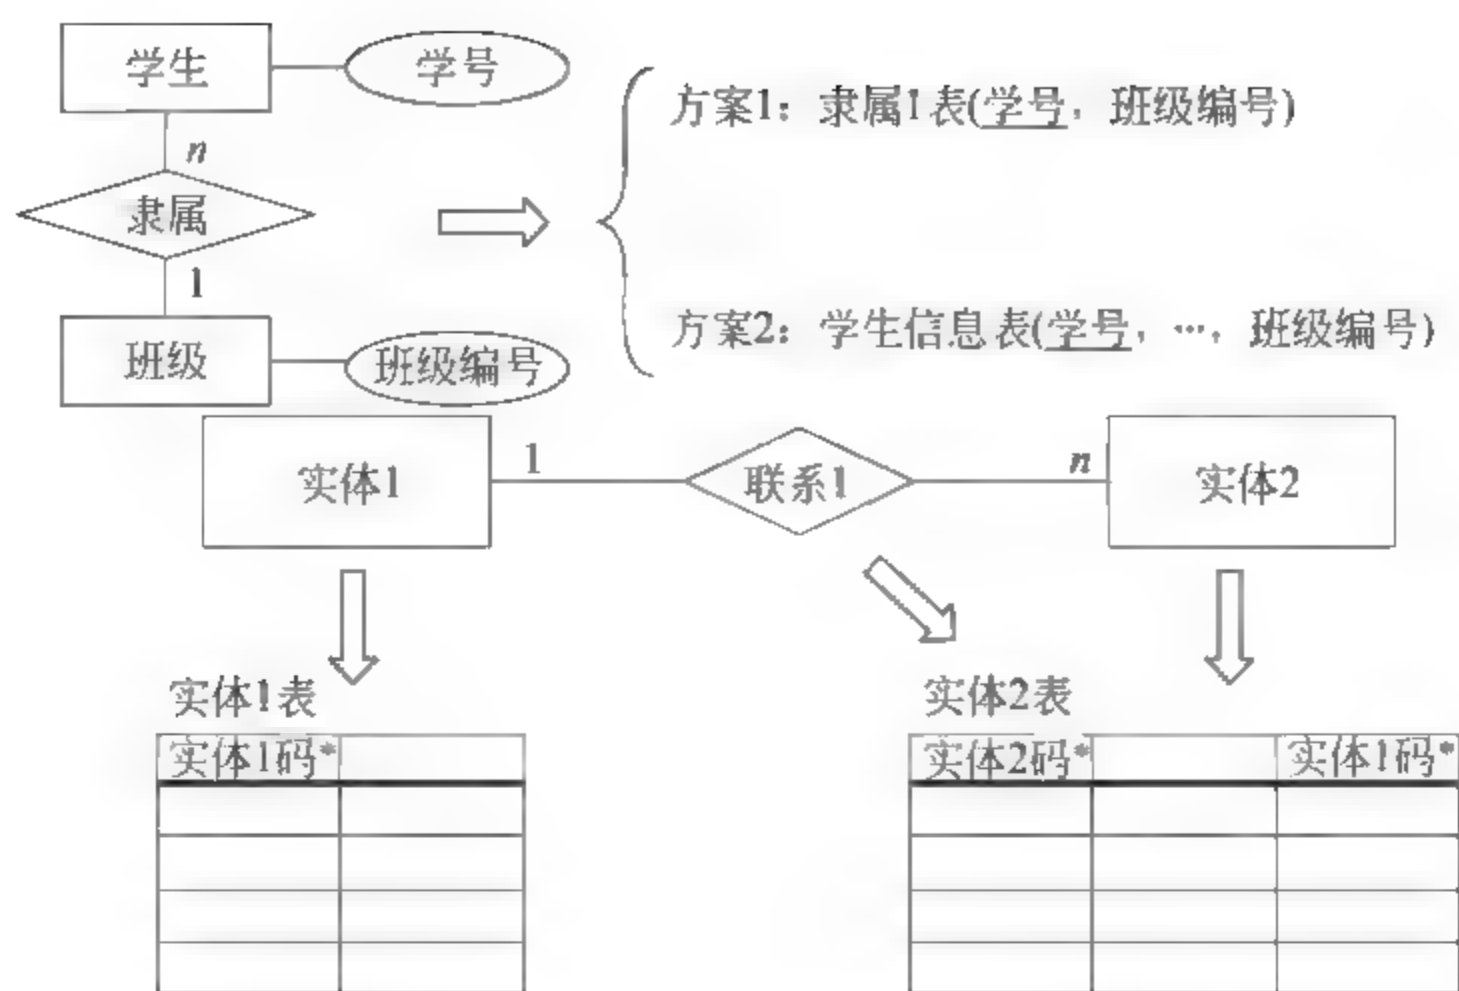 学生
学号
方案1：隶属1表(学号，班级编号)
n
隶属
1
方案2：学生信息表(学号，…，班级编号)
班级
班级编号
实体1
1
联系1
n
实体2
实体1表
实体1码*
实体2表
实体2码*
实体1码*